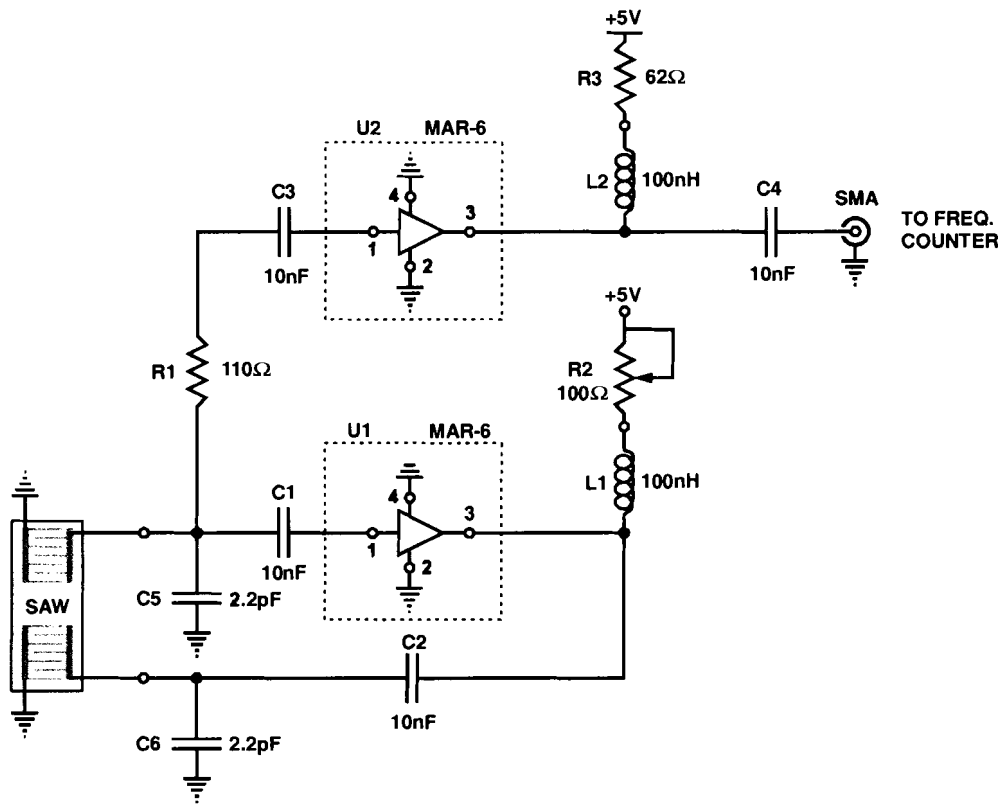 +5V
R3 62Ω
U2 MAR-6
L2 100nH
C3
4
3
C4
SMA
TO FREQ.
COUNTER
1
2
10nF
10nF
+5V
R1 110Ω
R2
100Ω
U1 MAR-6
L1 100nH
C1
4
3
1
2
10nF
SAW
C5 2.2pF
C2
10nF
C6 2.2pF